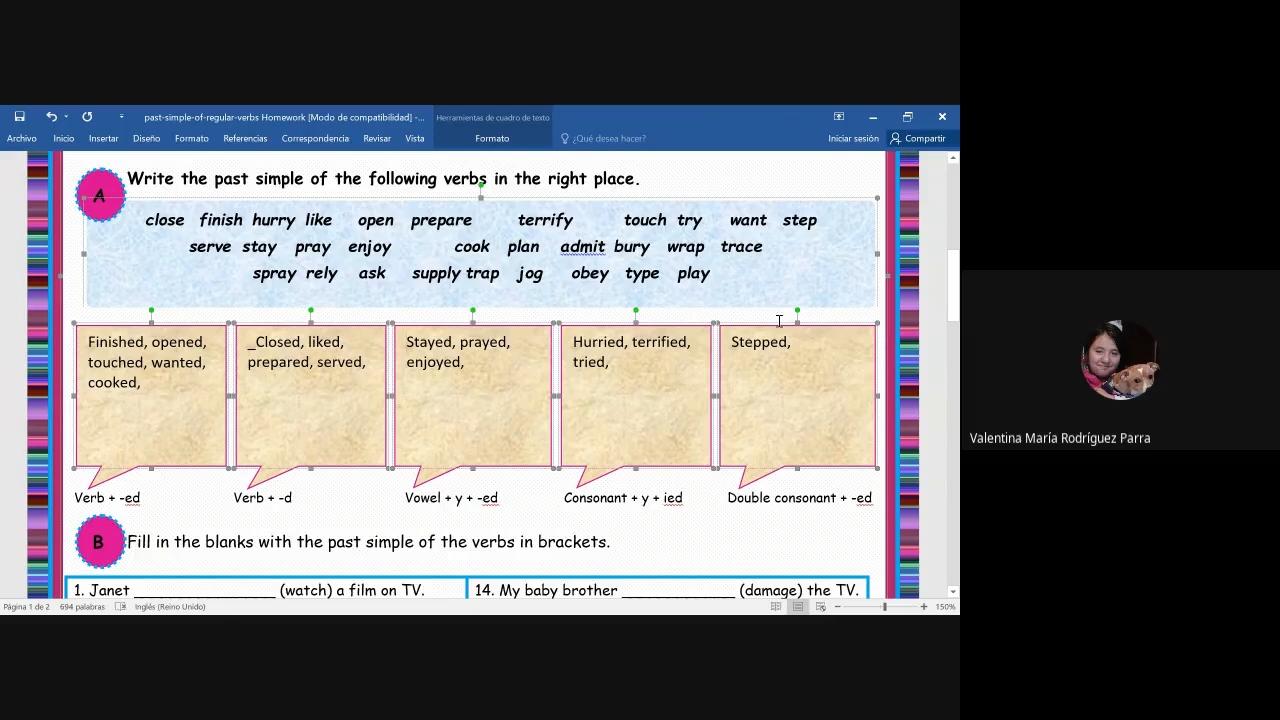 past-simple-of-regular-verbs Homework [Modo de compatibilidad] -...
Herramientas de cuadro de texto
Archivo Inicio Insertar Diseño Formato Referencias Correspondencia Revisar Vista Formato ¿Qué desea hacer? Iniciar sesión Compartir
A Write the past simple of the following verbs in the right place.
close finish hurry like open prepare terrify touch try want step
serve stay pray enjoy cook plan admit bury wrap trace
spray rely ask supply trap jog obey type play
Finished, opened,
touched, wanted,
cooked,
_Closed, liked,
prepared, served,
Stayed, prayed,
enjoyed,
Hurried, terrified,
tried,
Stepped,
Verb + -ed
Verb + -d
Vowel + y + -ed
Consonant + y + ied
Double consonant + -ed
B Fill in the blanks with the past simple of the verbs in brackets.
1. Janet _______________ (watch) a film on TV.
14. My baby brother ____________ (damage) the TV.
Página 1 de 2 694 palabras Inglés (Reino Unido) 150%
Valentina María Rodríguez Parra